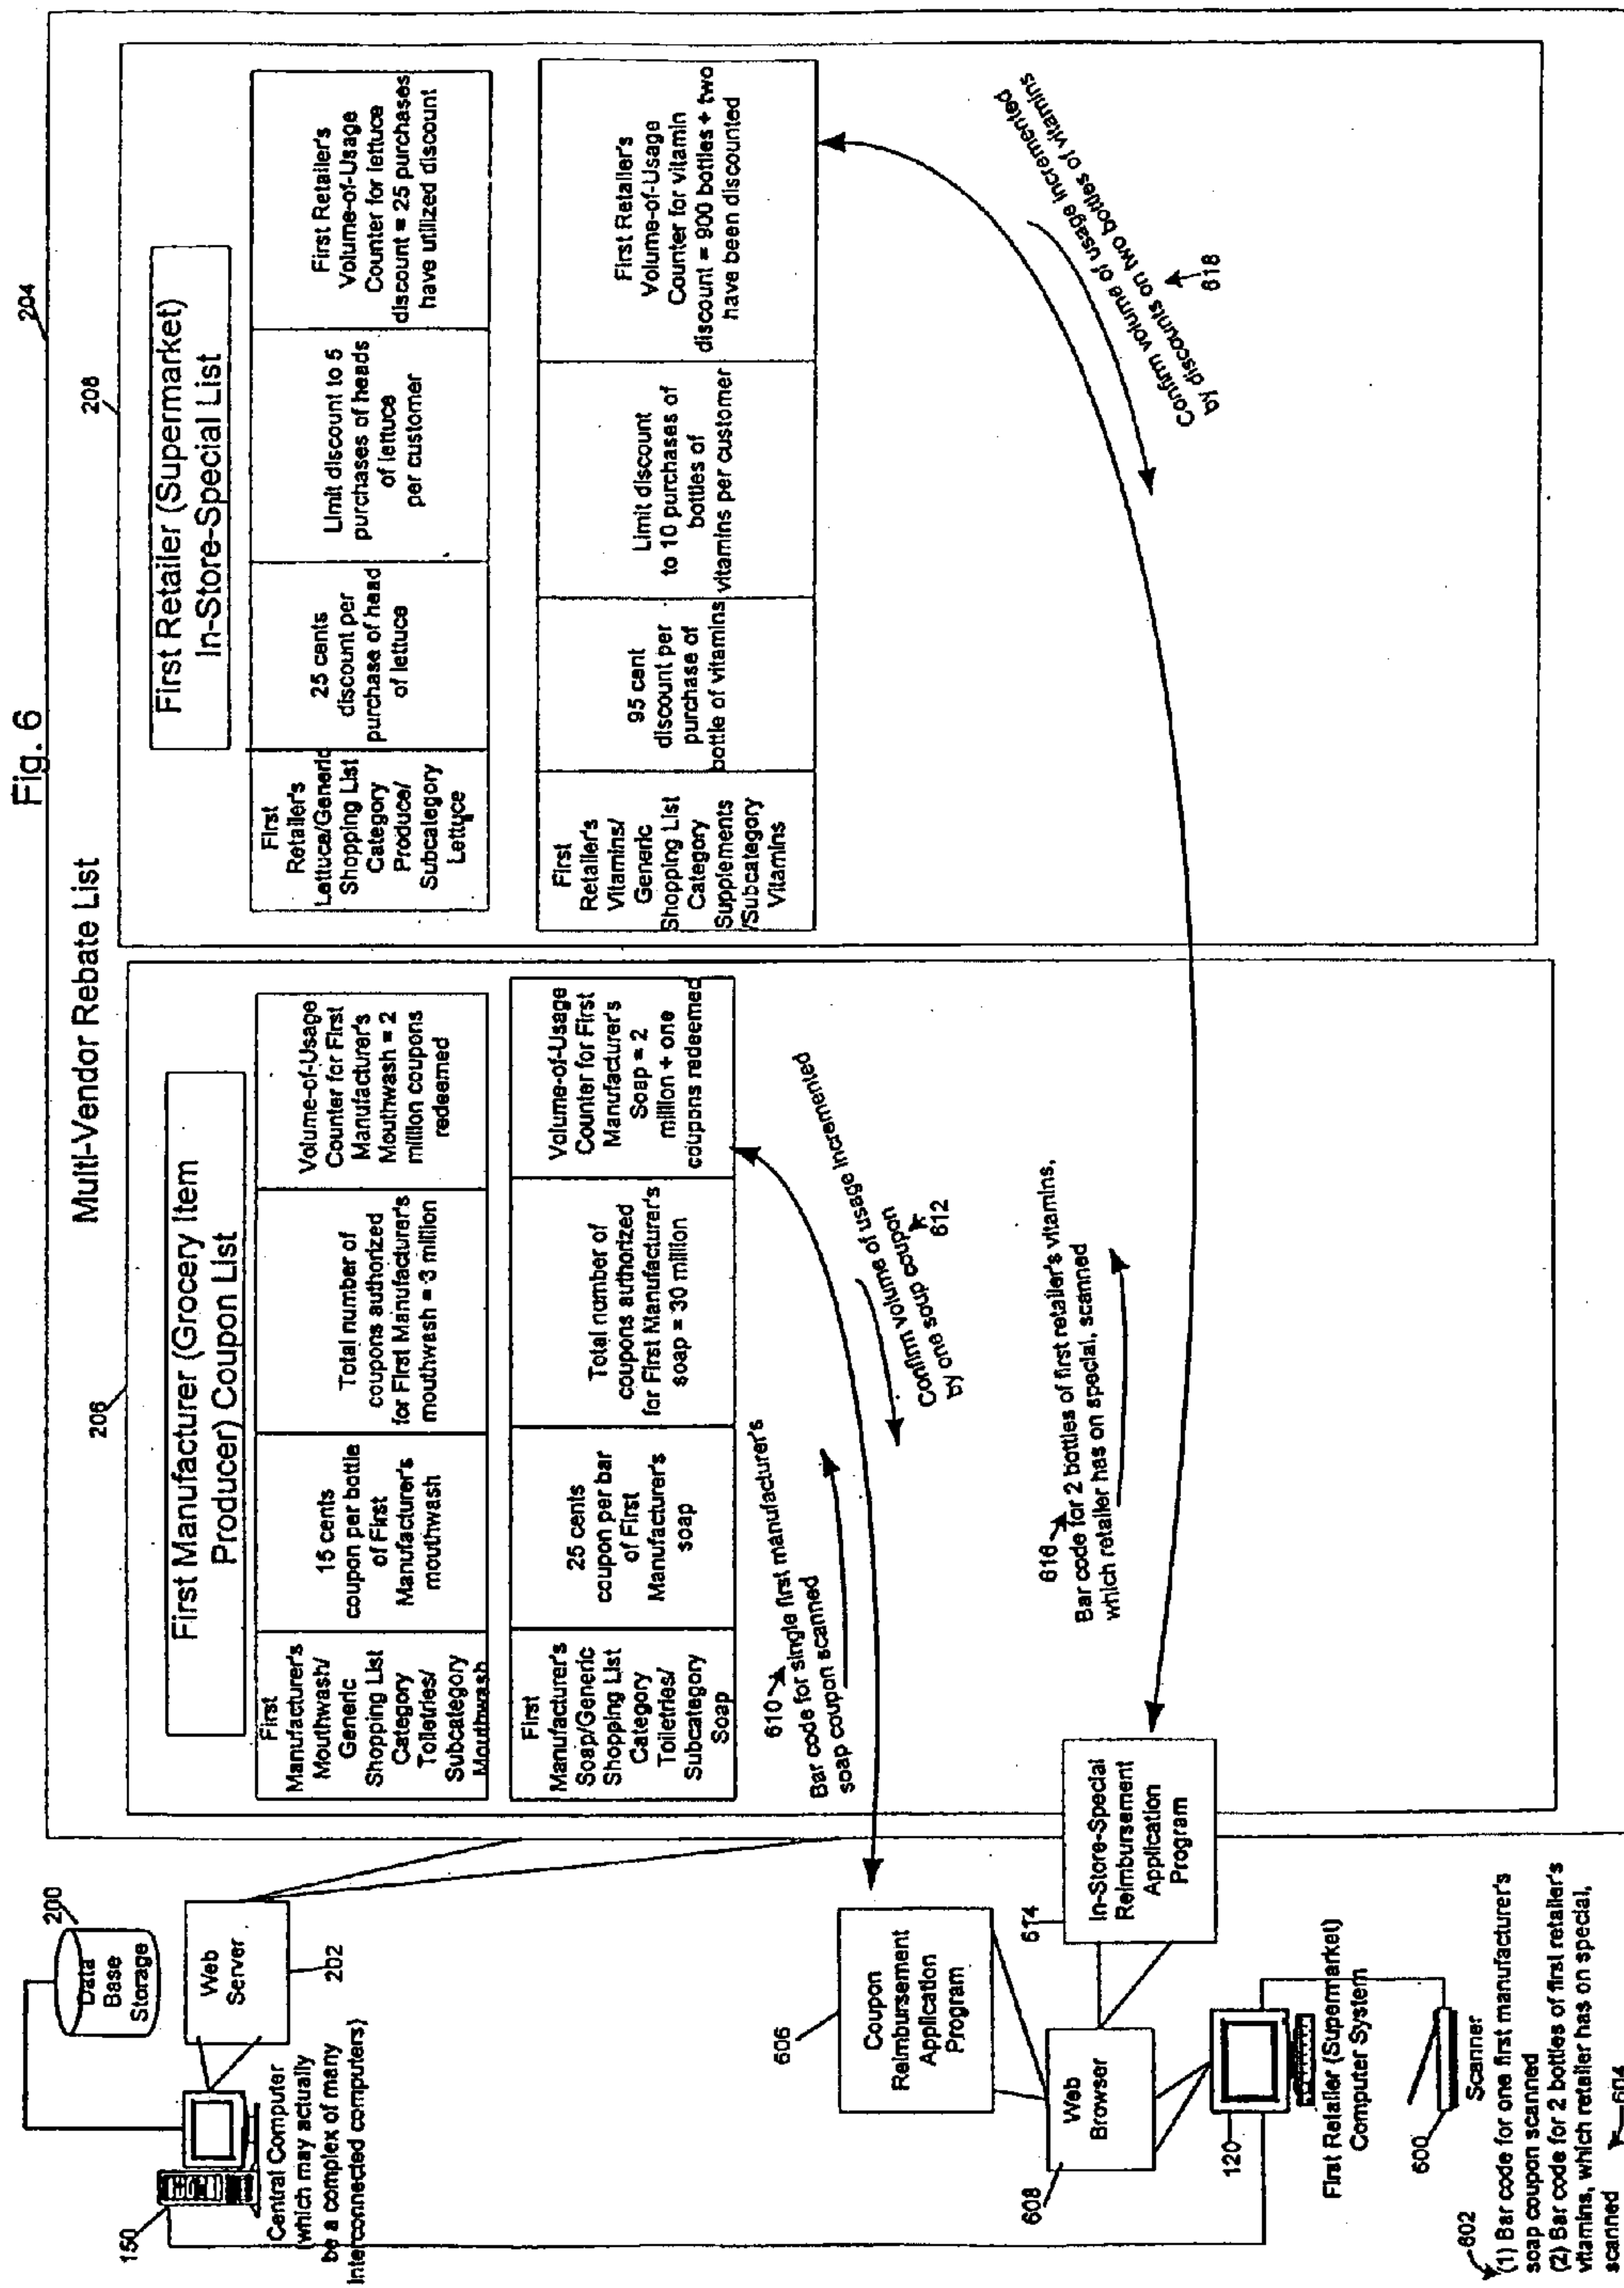 Fig. 6
204
Multi-Vendor Rebate List
206
First Manufacturer (Grocery Item
Producer) Coupon List
First
Manufacturer's
Mouthwash/
Generic
Shopping List
Category
Toiletries/
Subcategory
Mouthwash
15 cents
coupon per bottle
of First
Manufacturer's
mouthwash
Total number of
coupons authorized
for First Manufacturer's
mouthwash = 3 million
Volume-of-Usage
Counter for First
Manufacturer's
Mouthwash = 2
million coupons
redeemed
First
Manufacturer's
Soap/Generic
Shopping List
Category
Toiletries/
Subcategory
Soap
25 cents
coupon per bar
of First
Manufacturer's
soap
Total number of
coupons authorized
for First Manufacturer's
soap = 30 million
Volume-of-Usage
Counter for First
Manufacturer's
Soap = 2
million + one
coupons redeemed
208
First Retailer (Supermarket)
In-Store-Special List
First
Retailer's
Lettuce/Generic
Shopping List
Category
Produce/
Subcategory
Lettuce
25 cents
discount per
purchase of head
of lettuce
Limit discount to 5
purchases of heads
of lettuce
per customer
First Retailer's
Volume-of-Usage
Counter for lettuce
discount = 25 purchases
have utilized discount
First
Retailer's
Vitamins/
Generic
Shopping List
Category
Supplements
/Subcategory
Vitamins
95 cent
discount per
purchase of
bottle of vitamins
Limit discount
to 10 purchases of
bottles of
vitamins per customer
First Retailer's
Volume-of-Usage
Counter for vitamin
discount = 900 bottles + two
have been discounted
610
Bar code for single first manufacturer's
soap coupon scanned
Confirm volume of usage incremented
by one soup coupon
612
616
Bar code for 2 bottles of first retailer's vitamins,
which retailer has on special, scanned
Confirm volume of usage incremented
by discounts on two bottles of vitamins
618
200
Data
Base
Storage
Web
Server
202
150
Central Computer
(which may actually
be a complex of many
interconnected computers)
606
Coupon
Reimbursement
Application
Program
614
In-Store-Special
Reimbursement
Application
Program
608
Web
Browser
120
First Retailer (Supermarket)
Computer System
600
Scanner
602
(1) Bar code for one first manufacturer's
soap coupon scanned
(2) Bar code for 2 bottles of first retailer's
vitamins, which retailer has on special,
scanned
604